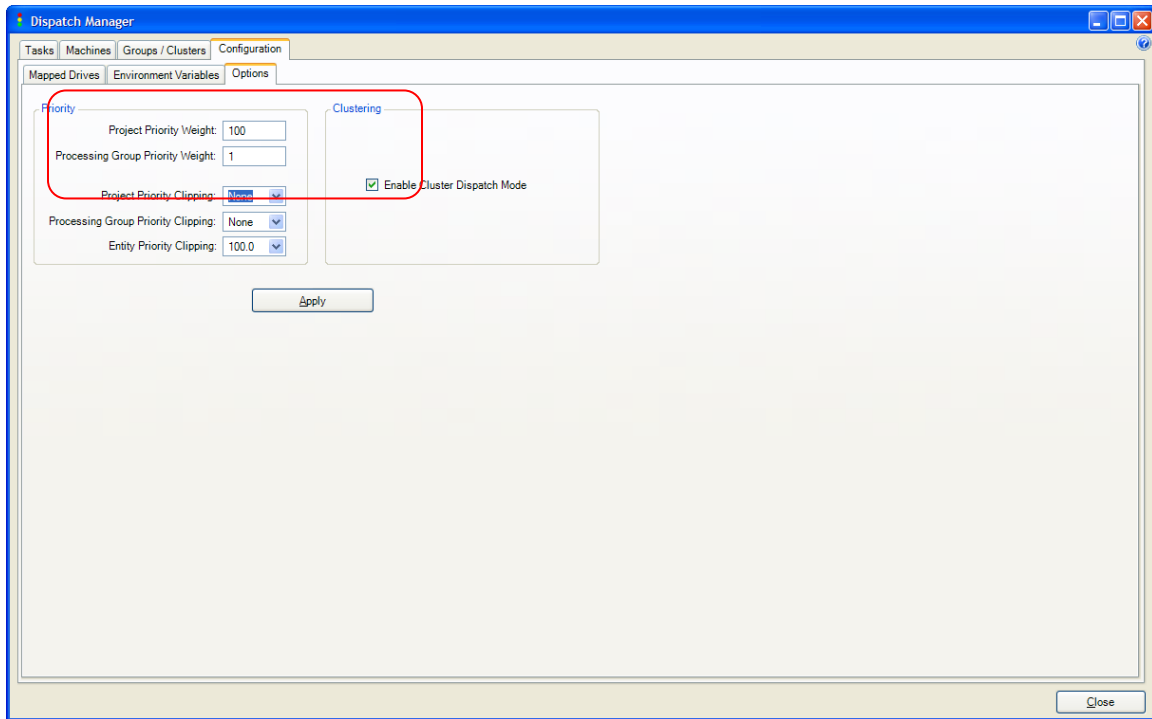 Dispatch Manager
Tasks Machines Groups / Clusters Configuration
Mapped Drives Environment Variables Options
Priority
Project Priority Weight: 100
Processing Group Priority Weight: 1
Project Priority Clipping: None
Processing Group Priority Clipping: None
Entity Priority Clipping: 100.0
Clustering
Enable Cluster Dispatch Mode
Apply
Close